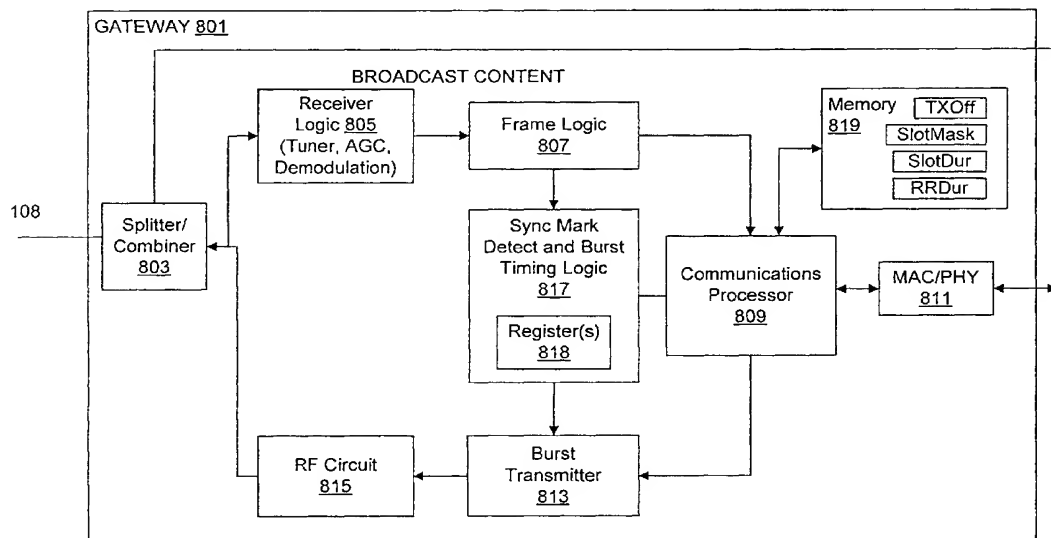 GATEWAY 801
BROADCAST CONTENT
Receiver
Logic 805
(Tuner, AGC,
Demodulation)
Frame Logic
807
Memory
819
TXOff
SlotMask
SlotDur
RRDur
108
Splitter/
Combiner
803
Sync Mark
Detect and Burst
Timing Logic
817
Register(s)
818
Communications
Processor
809
MAC/PHY
811
RF Circuit
815
Burst
Transmitter
813